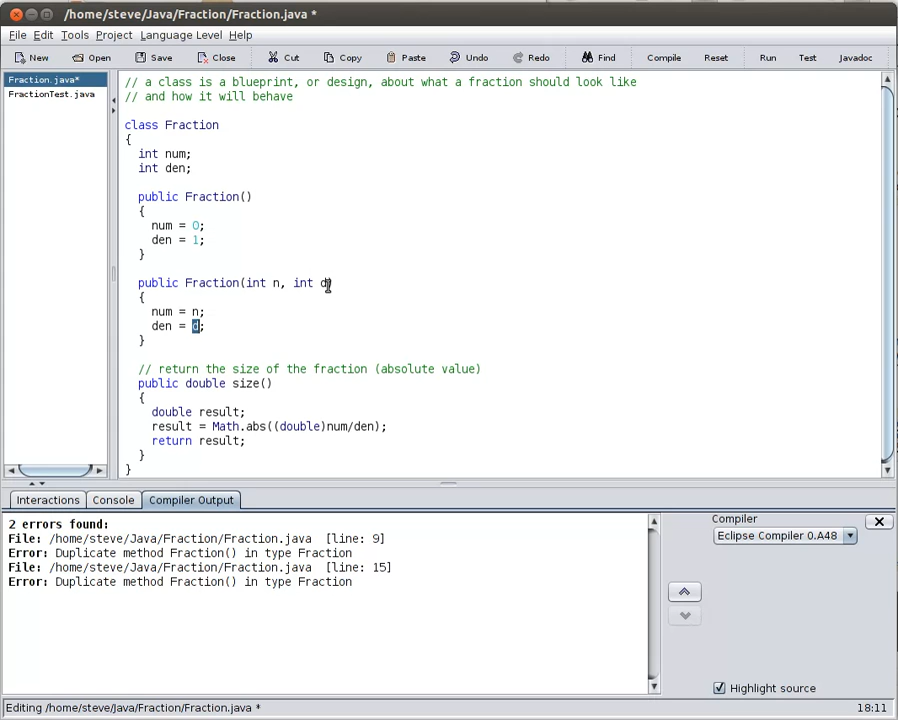 /home/steve/Java/Fraction/Fraction.java *
File Edit Tools Project Language Level Help
New Open Save Close Cut Copy Paste Undo Redo Find Compile Reset Run Test Javadoc
Fraction.java*
FractionTest.java
// a class is a blueprint, or design, about what a fraction should look like
// and how it will behave
class Fraction
{
int num;
int den;
public Fraction()
{
num = 0;
den = 1;
}
public Fraction(int n, int d)
{
num = n;
den = d;
}
// return the size of the fraction (absolute value)
public double size()
{
double result;
result = Math.abs((double)num/den);
return result;
}
}
Interactions Console Compiler Output
2 errors found:
File: /home/steve/Java/Fraction/Fraction.java [line: 9]
Error: Duplicate method Fraction() in type Fraction
File: /home/steve/Java/Fraction/Fraction.java [line: 15]
Error: Duplicate method Fraction() in type Fraction
Compiler
Eclipse Compiler 0.A48
Highlight source
Editing /home/steve/Java/Fraction/Fraction.java * 18:11